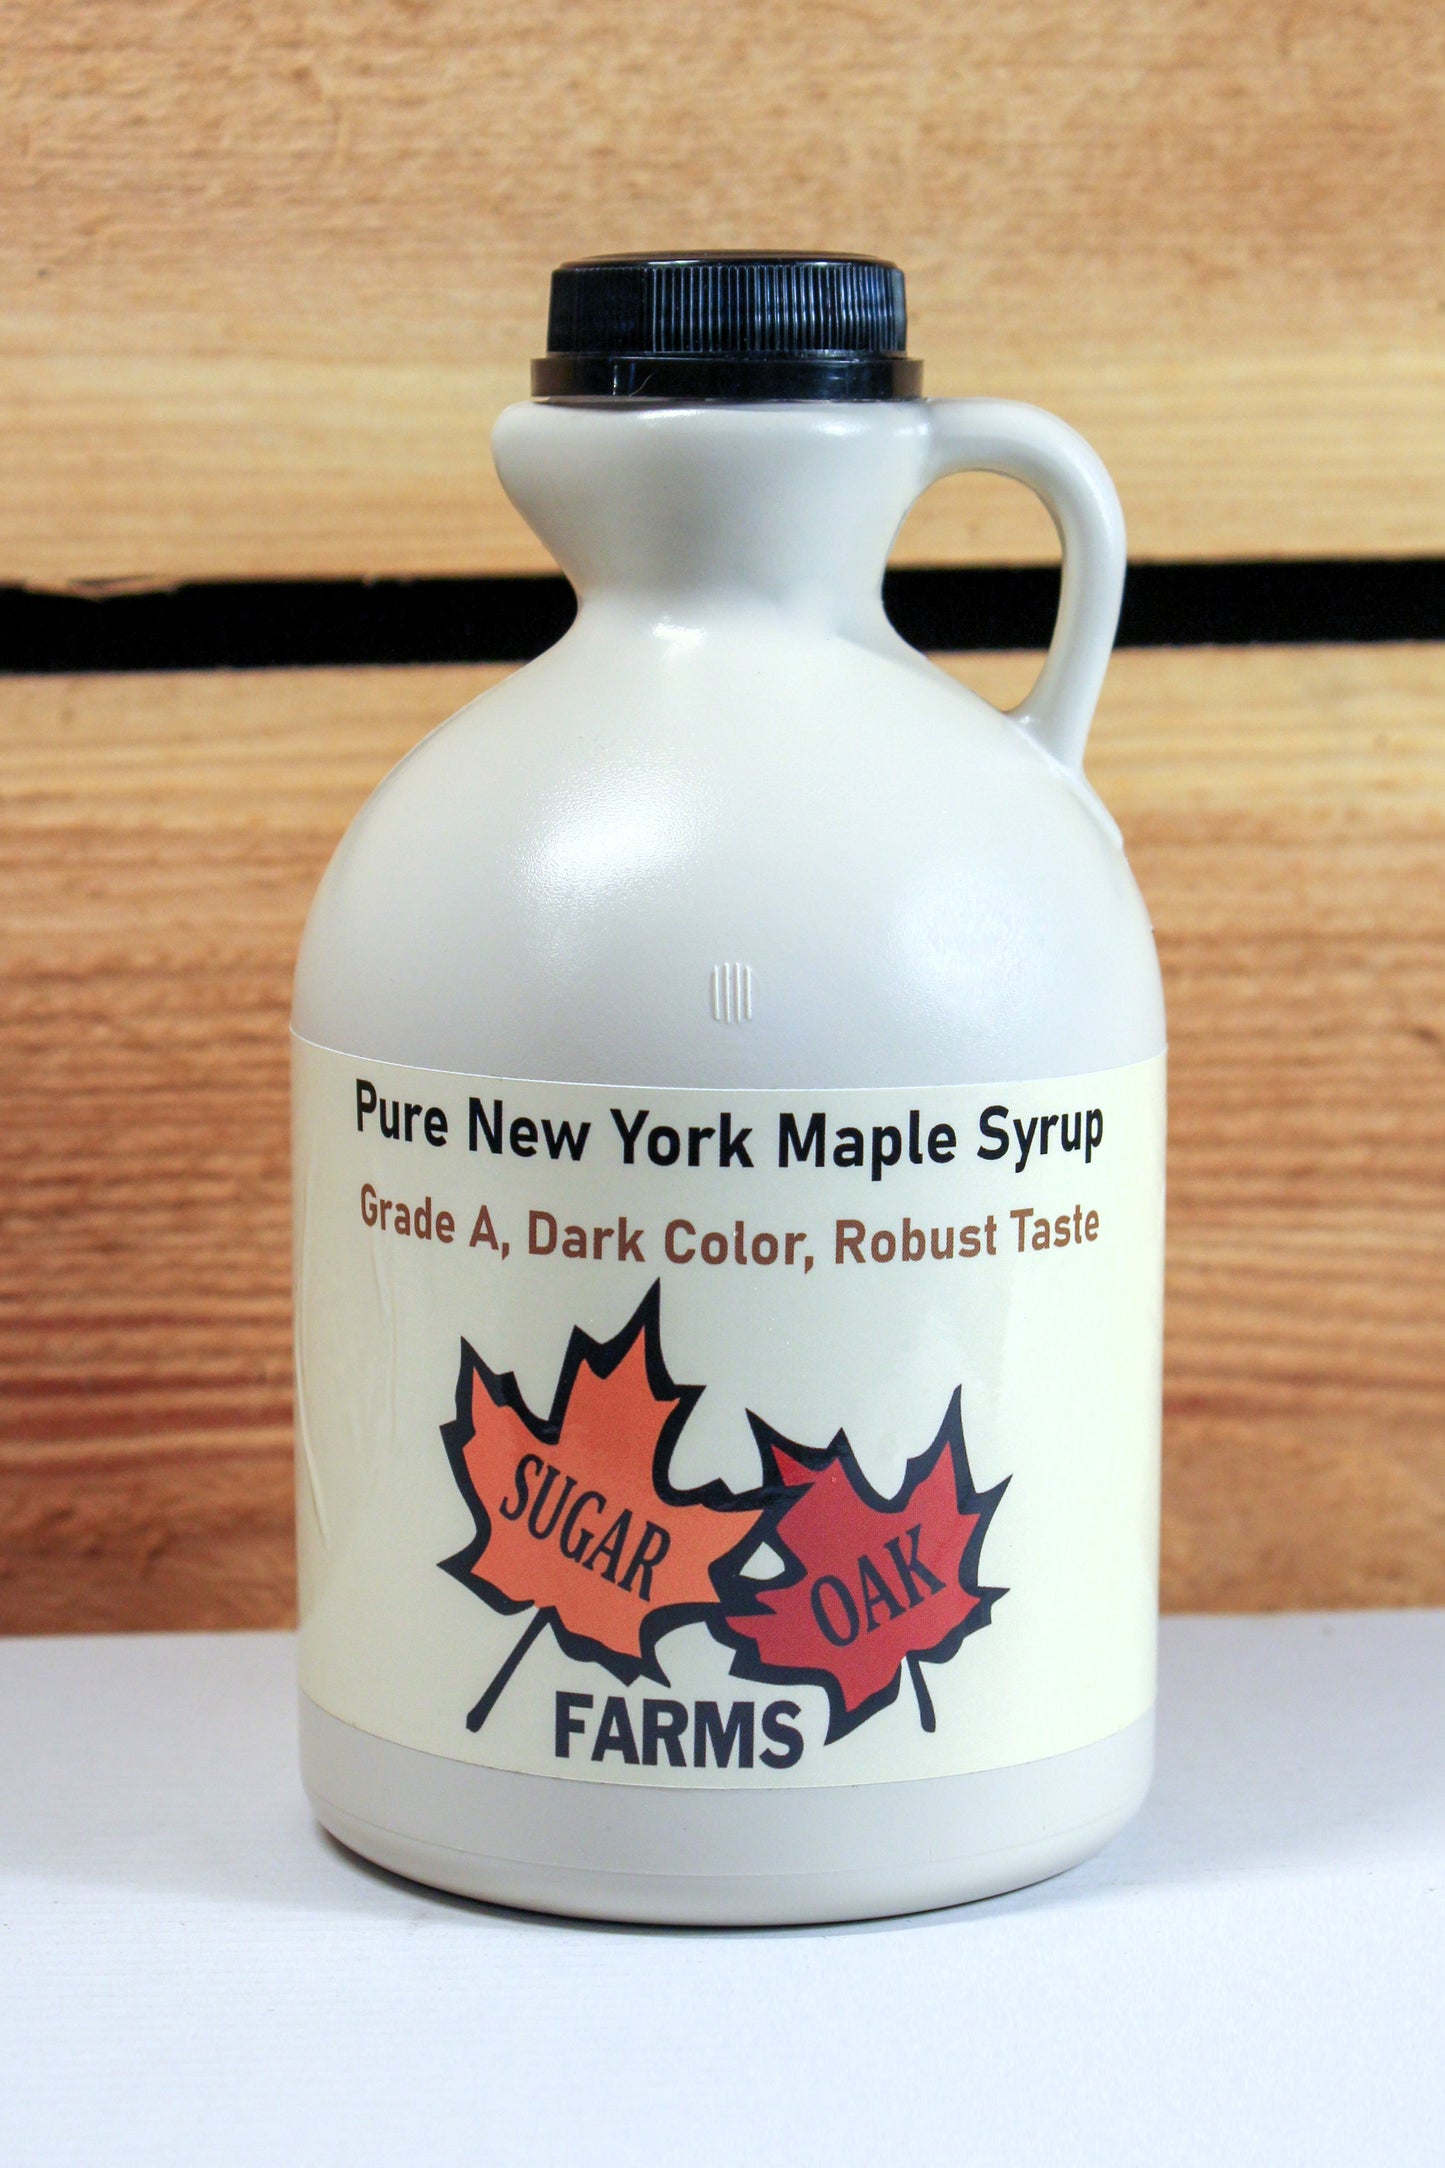 Pure New York Maple Syrup
Grade A, Dark Color, Robust Taste
SUGAR
OAK
FARMS